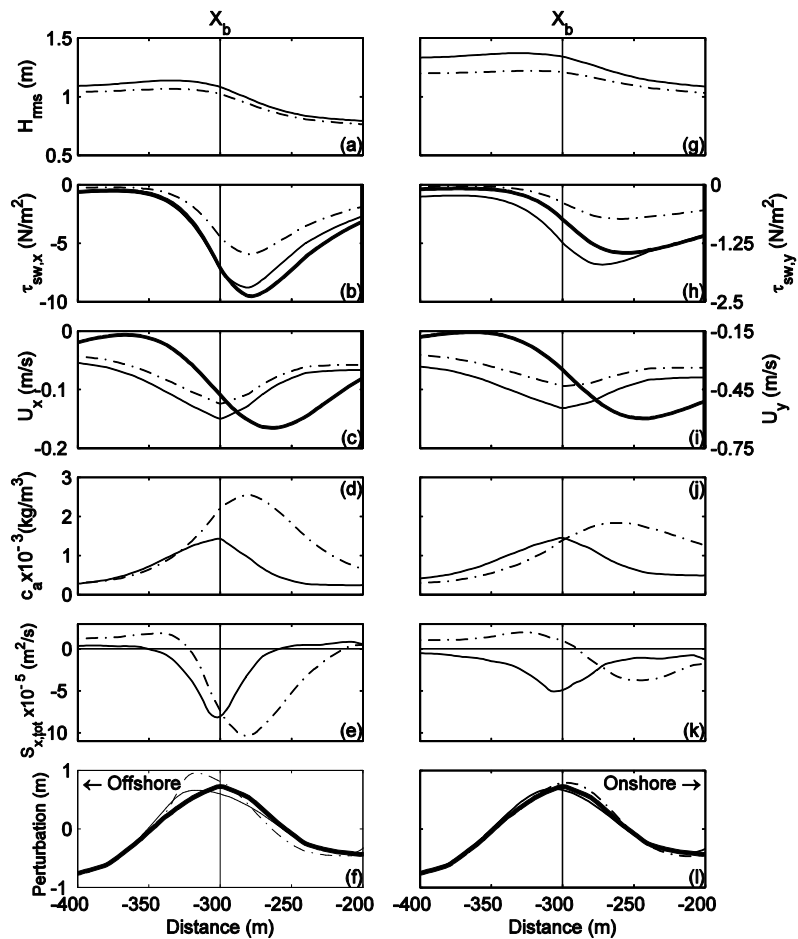 X_b X_b
1.5
1
0.5
H_rms (m)
(a) (g)
0
-5
-10
τ_sw,x (N/m²)
(b) (h)
0
-1.25
-2.5
τ_sw,y (N/m²)
0
-0.1
-0.2
U_x (m/s)
(c) (i)
-0.15
-0.45
-0.75
U_y (m/s)
3
2
1
0
c_a x10⁻³(kg/m³)
(d) (j)
0
-5
10
S_x,tot x10⁻⁵ (m²/s)
(e) (k)
1
0
-1
Perturbation (m)
← Offshore Onshore →
(f) (l)
-400 -350 -300 -250 -200 -400 -350 -300 -250 -200
Distance (m) Distance (m)